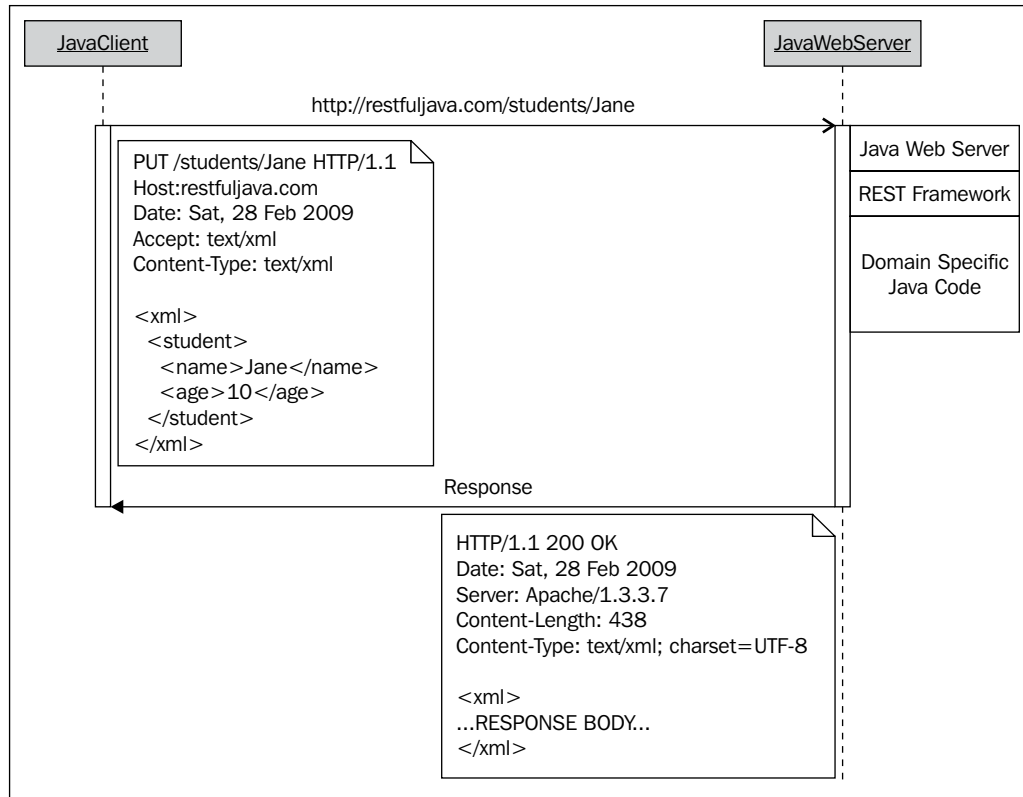 JavaClient
JavaWebServer
http://restfuljava.com/students/Jane
PUT /students/Jane HTTP/1.1
Host:restfuljava.com
Date: Sat, 28 Feb 2009
Accept: text/xml
Content-Type: text/xml
<xml>
<student>
<name>Jane</name>
<age>10</age>
</student>
</xml>
Java Web Server
REST Framework
Domain Specific
Java Code
Response
HTTP/1.1 200 OK
Date: Sat, 28 Feb 2009
Server: Apache/1.3.3.7
Content-Length: 438
Content-Type: text/xml; charset=UTF-8
<xml>
...RESPONSE BODY...
</xml>